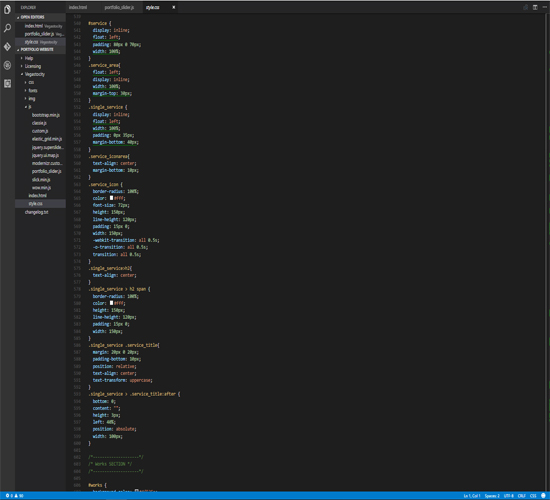 EXPLORER
OPEN EDITORS
index.html Vegantocity
portfolio_slider.js Veg...
style.css Vegantocity
PORTFOLIO WEBSITE
Help
Licensing
Vegantocity
css
fonts
img
js
bootstrap.min.js
classie.js
custom.js
elastic_grid.min.js
jquery.superslide...
jquery.ui.map.js
modernizr.custo...
portfolio_slider.js
slick.min.js
wow.min.js
index.html
style.css
changelog.txt
index.html portfolio_slider.js style.css
#service {
display: inline;
float: left;
padding: 80px 0 70px;
width: 100%;
}
.service_area{
float: left;
display: inline;
width: 100%;
margin-top: 30px;
}
.single_service {
display: inline;
float: left;
width: 100%;
padding: 0px 35px;
margin-bottom: 40px;
}
.service_iconarea{
text-align: center;
margin-bottom: 10px;
}
.service_icon {
border-radius: 100%;
color: #fff;
font-size: 71px;
height: 150px;
line-height: 120px;
padding: 15px 0;
width: 150px;
-webkit-transition: all 0.5s;
-o-transition: all 0.5s;
transition: all 0.5s;
}
.single_service>h2{
text-align: center;
}
.single_service > h2 span {
border-radius: 100%;
color: #fff;
height: 150px;
line-height: 120px;
padding: 15px 0;
width: 150px;
}
.single_service .service_title{
margin: 20px 0 20px;
padding-bottom: 10px;
position: relative;
text-align: center;
text-transform: uppercase;
}
.single_service > .service_title:after {
bottom: 0;
content: "";
height: 3px;
left: 40%;
position: absolute;
width: 100px;
}
/*--------------------*/
/* Works SECTION */
/*--------------------*/
#works {
Ln 1, Col 1 Spaces: 2 UTF-8 CRLF CSS